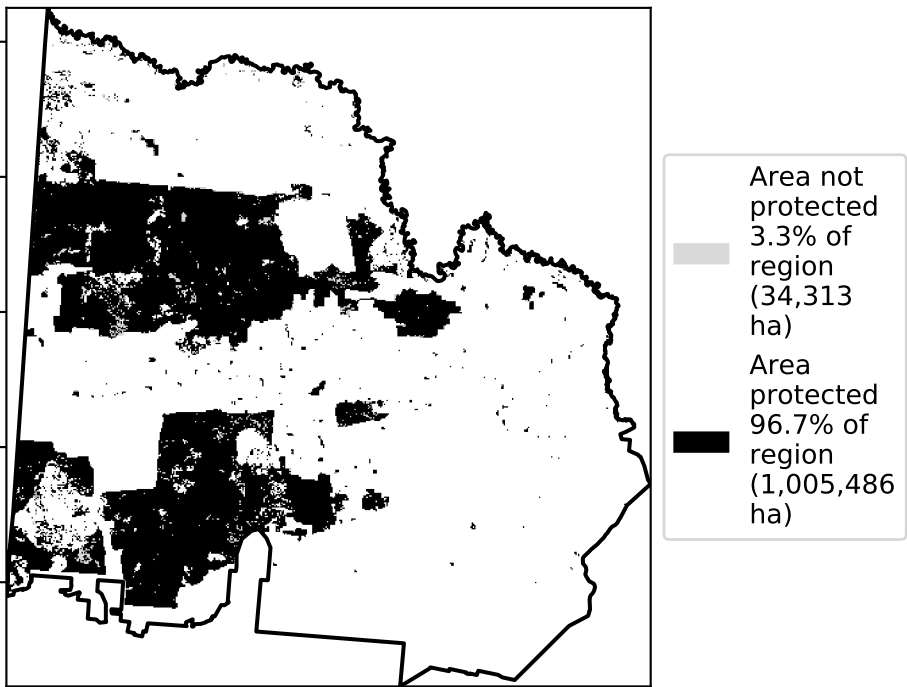 Area not
protected
3.3% of
region
(34,313
ha)
Area
protected
96.7% of
region
(1,005,486
ha)